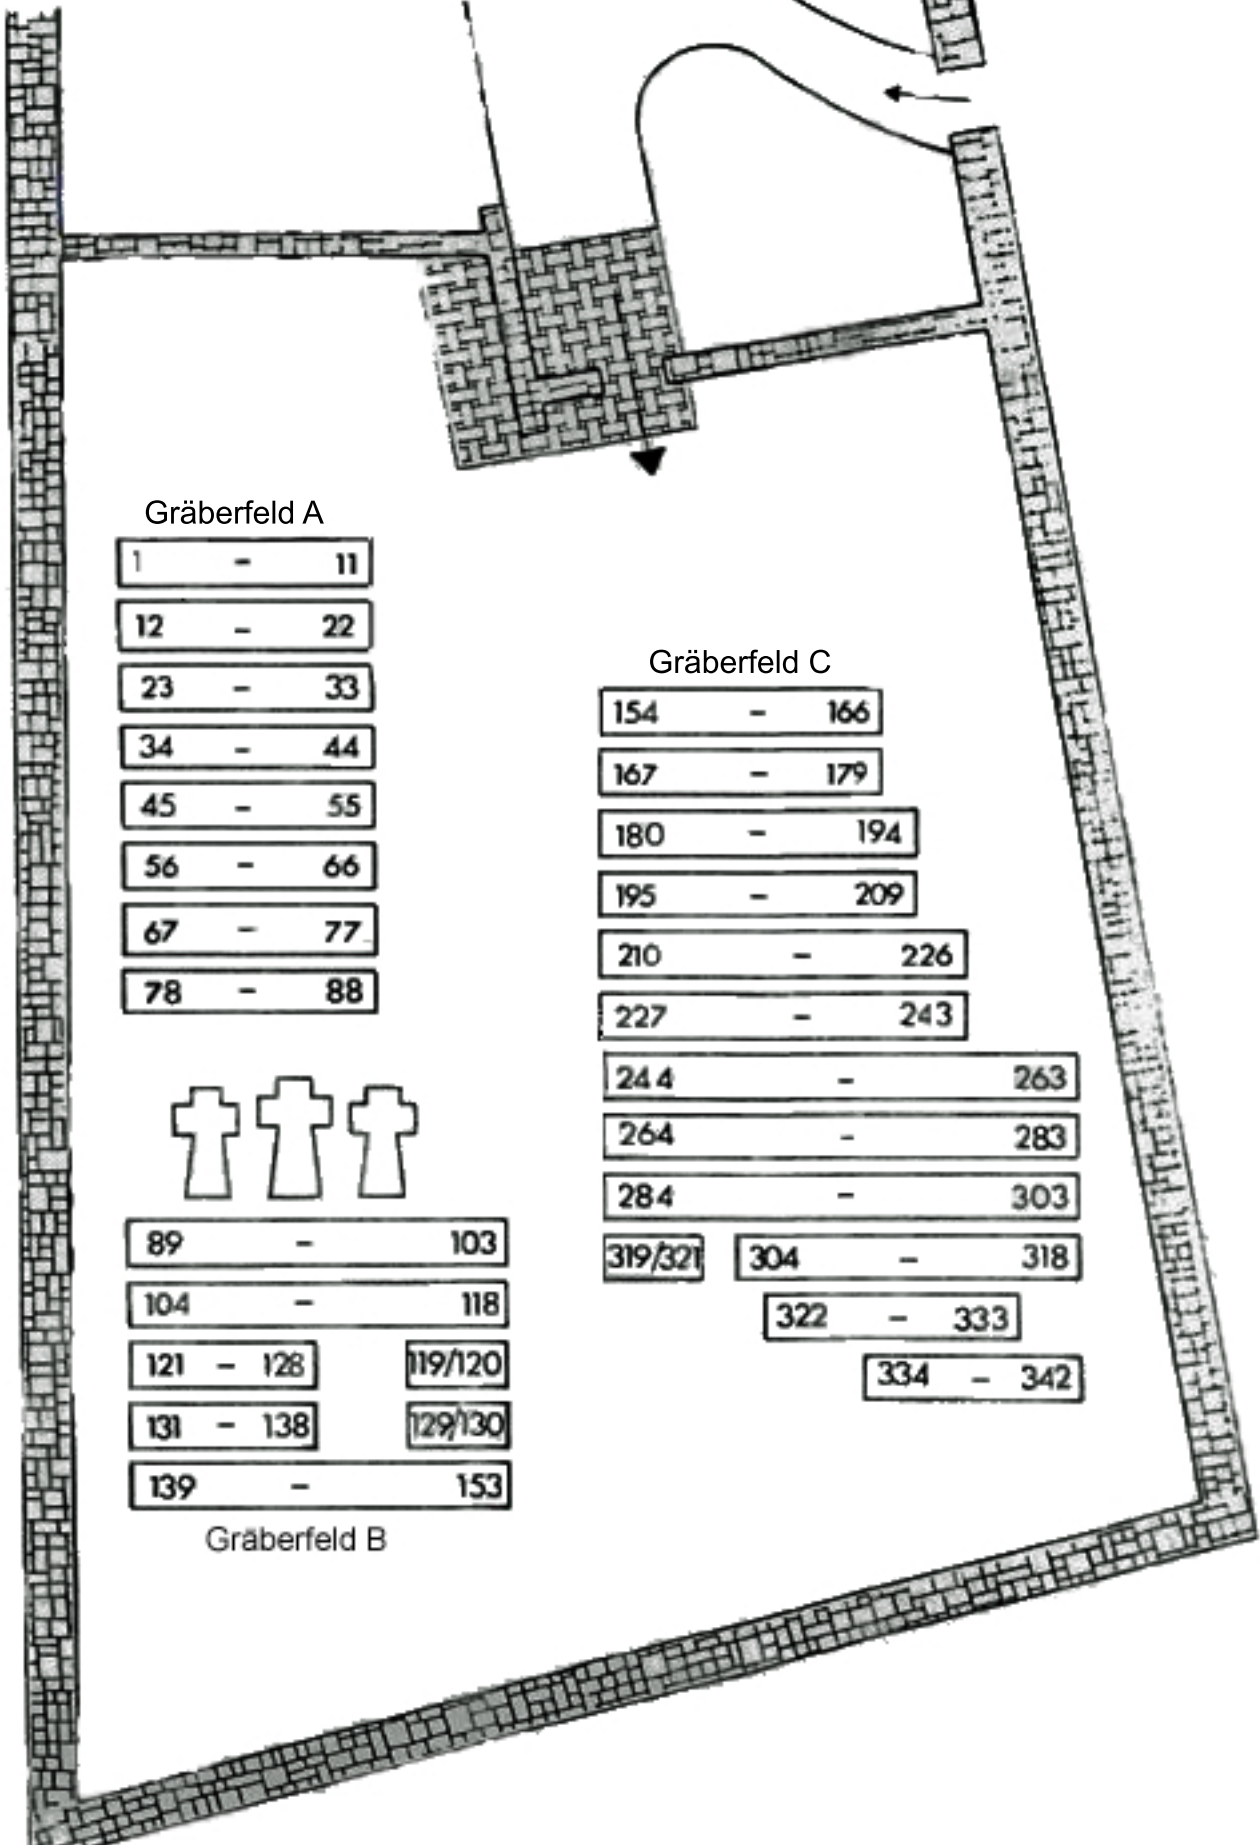 Gräberfeld A
1 - 11
12 - 22
23 - 33
34 - 44
45 - 55
56 - 66
67 - 77
78 - 88
89 - 103
104 - 118
121 - 128 119/120
131 - 138 129/130
139 - 153
Gräberfeld B
Gräberfeld C
154 - 166
167 - 179
180 - 194
195 - 209
210 - 226
227 - 243
244 - 263
264 - 283
284 - 303
319/321 304 - 318
322 - 333
334 - 342